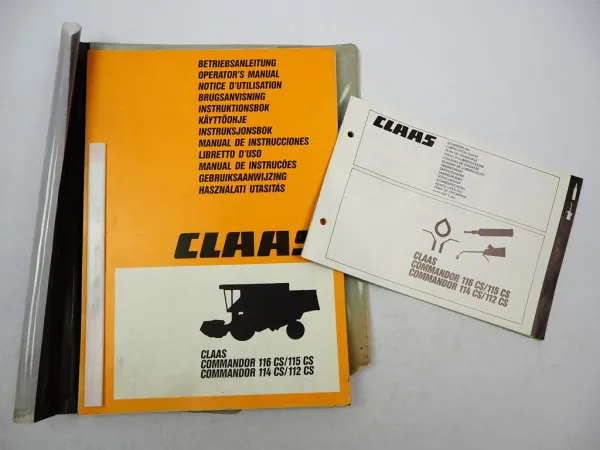 BETRIEBSANLEITUNG
OPERATOR'S MANUAL
NOTICE D'UTILISATION
BRUGSANVISNING
INSTRUKTIONSBOK
KÄYTTÖOHJE
INSTRUKSJONSBOK
MANUAL DE INSTRUCCIONES
LIBRETTO D'USO
MANUAL DE INSTRUCÕES
GEBRUIKSAANWIJZING
HASZNÁLATI UTASITÁS
CLAAS
CLAAS
COMMANDOR 116 CS/115 CS
COMMANDOR 114 CS/112 CS
CLAAS
CLAAS
COMMANDOR 116 CS/115 CS
COMMANDOR 114 CS/112 CS